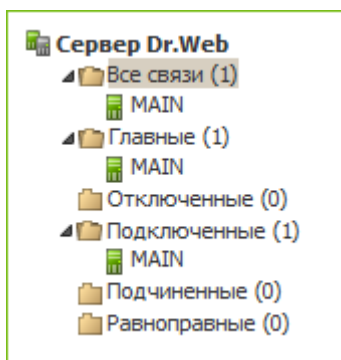 Сервер Dr.Web
Все связи (1)
MAIN
Главные (1)
MAIN
Отключенные (0)
Подключенные (1)
MAIN
Подчиненные (0)
Равноправные (0)